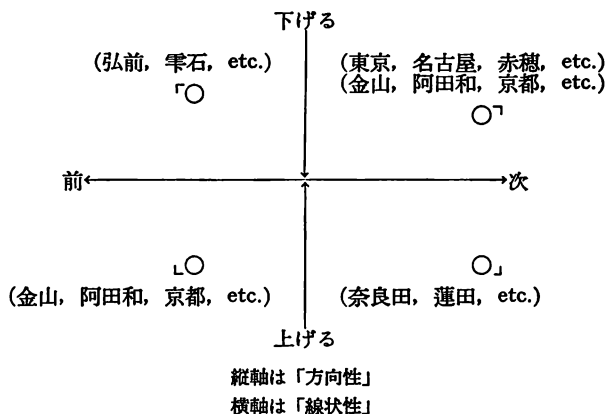 下げる
(弘前, 雫石, etc.)
(東京, 名古屋, 赤穂, etc.)
(金山, 阿田和, 京都, etc.)
「○
○┐
前
次
└○
○┘
(金山, 阿田和, 京都, etc.)
(奈良田, 蓮田, etc.)
上げる
縦軸は「方向性」
横軸は「線状性」